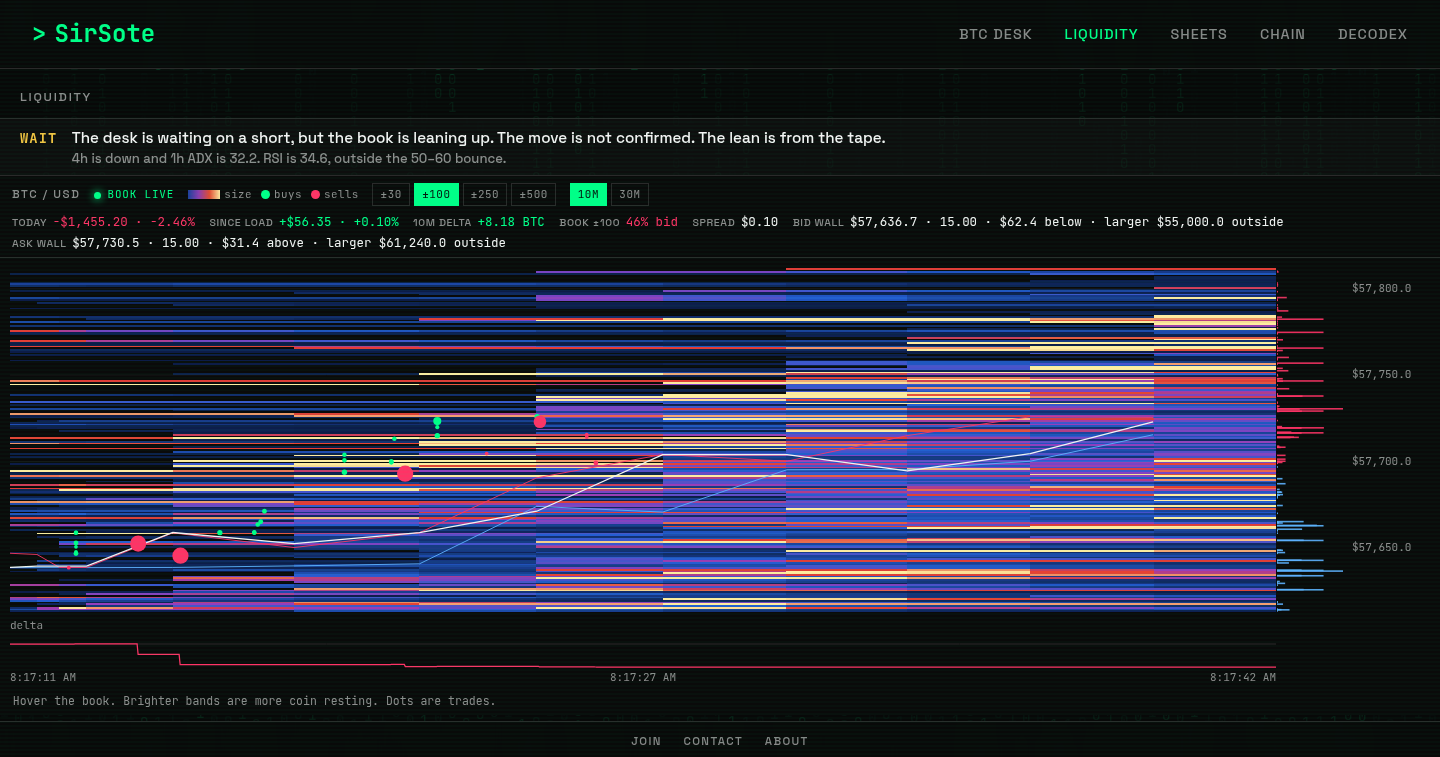 > SirSote
BTC DESK LIQUIDITY SHEETS CHAIN DECODEX
LIQUIDITY
WAIT The desk is waiting on a short, but the book is leaning up. The move is not confirmed. The lean is from the tape.
4h is down and 1h ADX is 32.2. RSI is 34.6, outside the 50–60 bounce.
BTC / USD BOOK LIVE size buys sells ±30 ±100 ±250 ±500 10M 30M
TODAY -$1,455.20 · -2.46% SINCE LOAD +$56.35 · +0.10% 10M DELTA +8.18 BTC BOOK ±100 46% bid SPREAD $0.10 BID WALL $57,636.7 · 15.00 · $62.4 below · larger $55,000.0 outside
ASK WALL $57,730.5 · 15.00 · $31.4 above · larger $61,240.0 outside
$57,800.0
$57,750.0
$57,700.0
$57,650.0
delta
8:17:11 AM 8:17:27 AM 8:17:42 AM
Hover the book. Brighter bands are more coin resting. Dots are trades.
JOIN CONTACT ABOUT